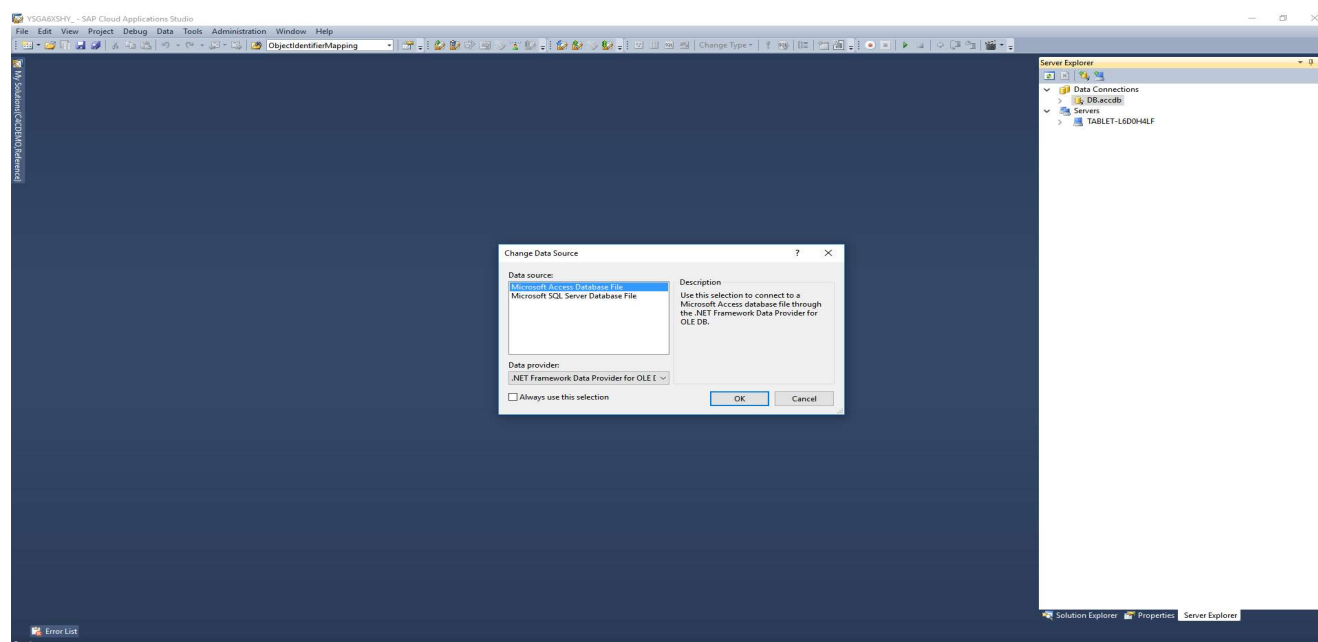 YSGA6XSHY_ - SAP Cloud Applications Studio
File Edit View Project Debug Data Tools Administration Window Help
ObjectIdentifierMapping
Change Type
My Solutions(C4CDEMO,Reference)
Server Explorer
Data Connections
DB.accdb
Servers
TABLET-L6D0H4LF
Change Data Source
?
Data source:
Microsoft Access Database File
Microsoft SQL Server Database File
Description
Use this selection to connect to a
Microsoft Access database file through
the .NET Framework Data Provider for
OLE DB.
Data provider:
.NET Framework Data Provider for OLE [
Always use this selection
OK Cancel
Solution Explorer Properties Server Explorer
Error List